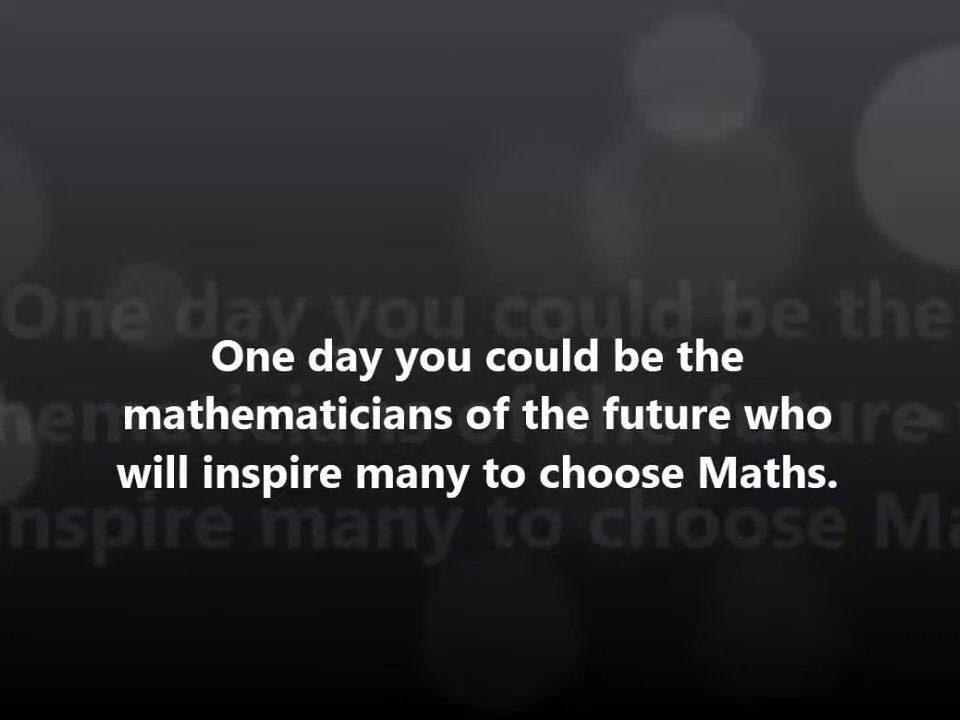 One day you could be the
mathematicians of the future who
will inspire many to choose Maths.